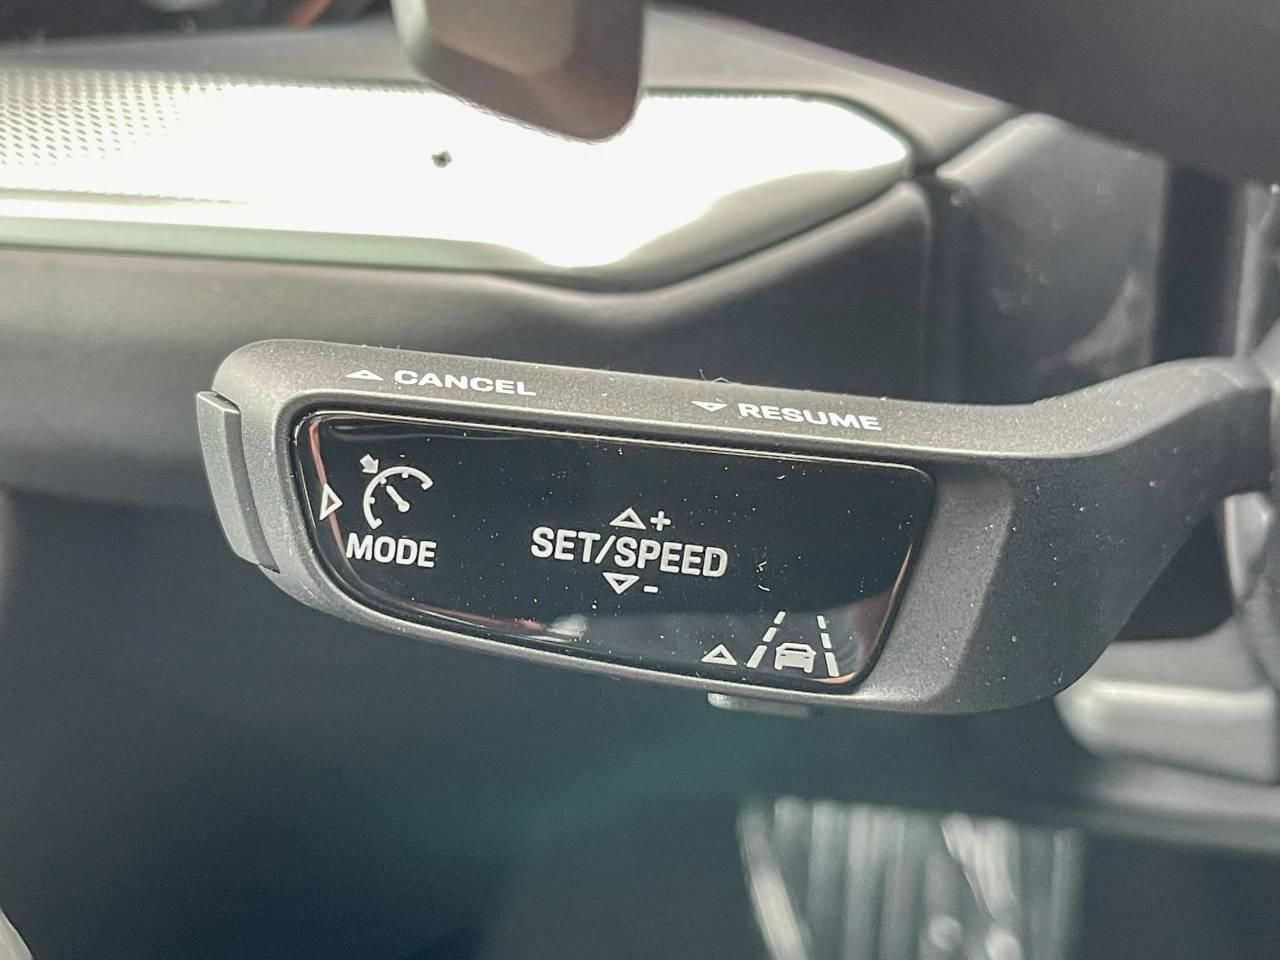 CANCEL
RESUME
MODE
+
SET/SPEED
-